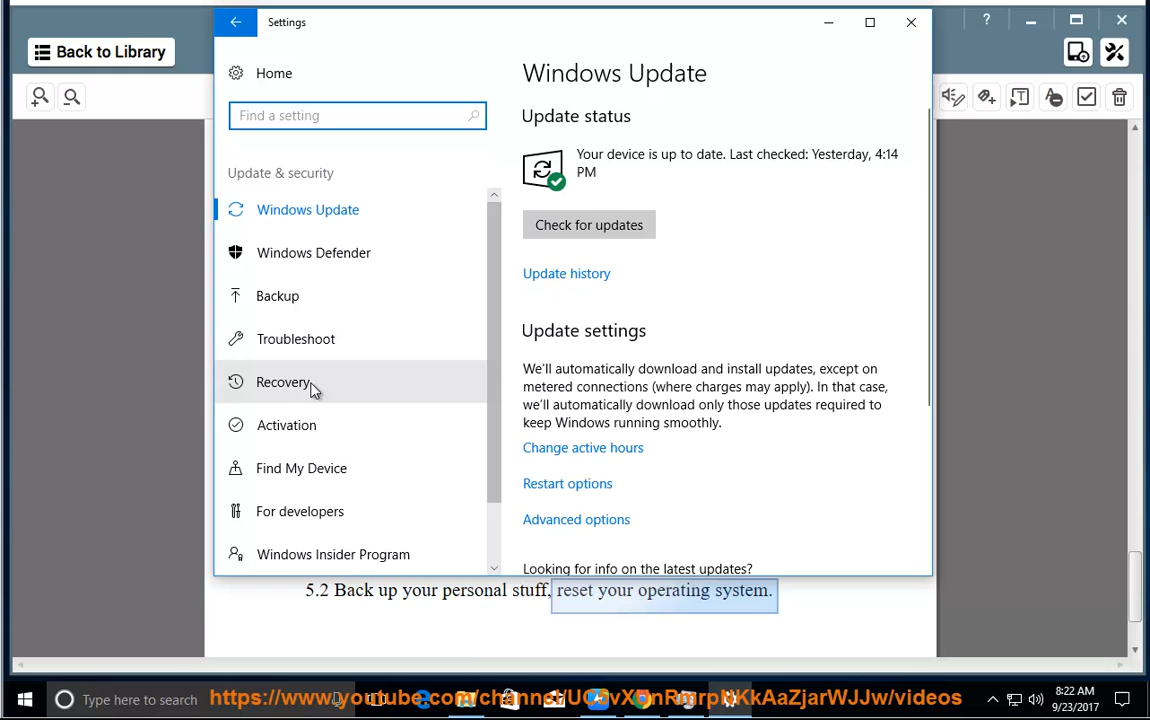 Settings
Back to Library
Home
Find a setting
Update & security
Windows Update
Windows Defender
Backup
Troubleshoot
Recovery
Activation
Find My Device
For developers
Windows Insider Program
Windows Update
Update status
Your device is up to date. Last checked: Yesterday, 4:14
PM
Check for updates
Update history
Update settings
We'll automatically download and install updates, except on
metered connections (where charges may apply). In that case,
we'll automatically download only those updates required to
keep Windows running smoothly.
Change active hours
Restart options
Advanced options
Looking for info on the latest updates?
5.2 Back up your personal stuff, reset your operating system.
Type here to search
8:22 AM
9/23/2017